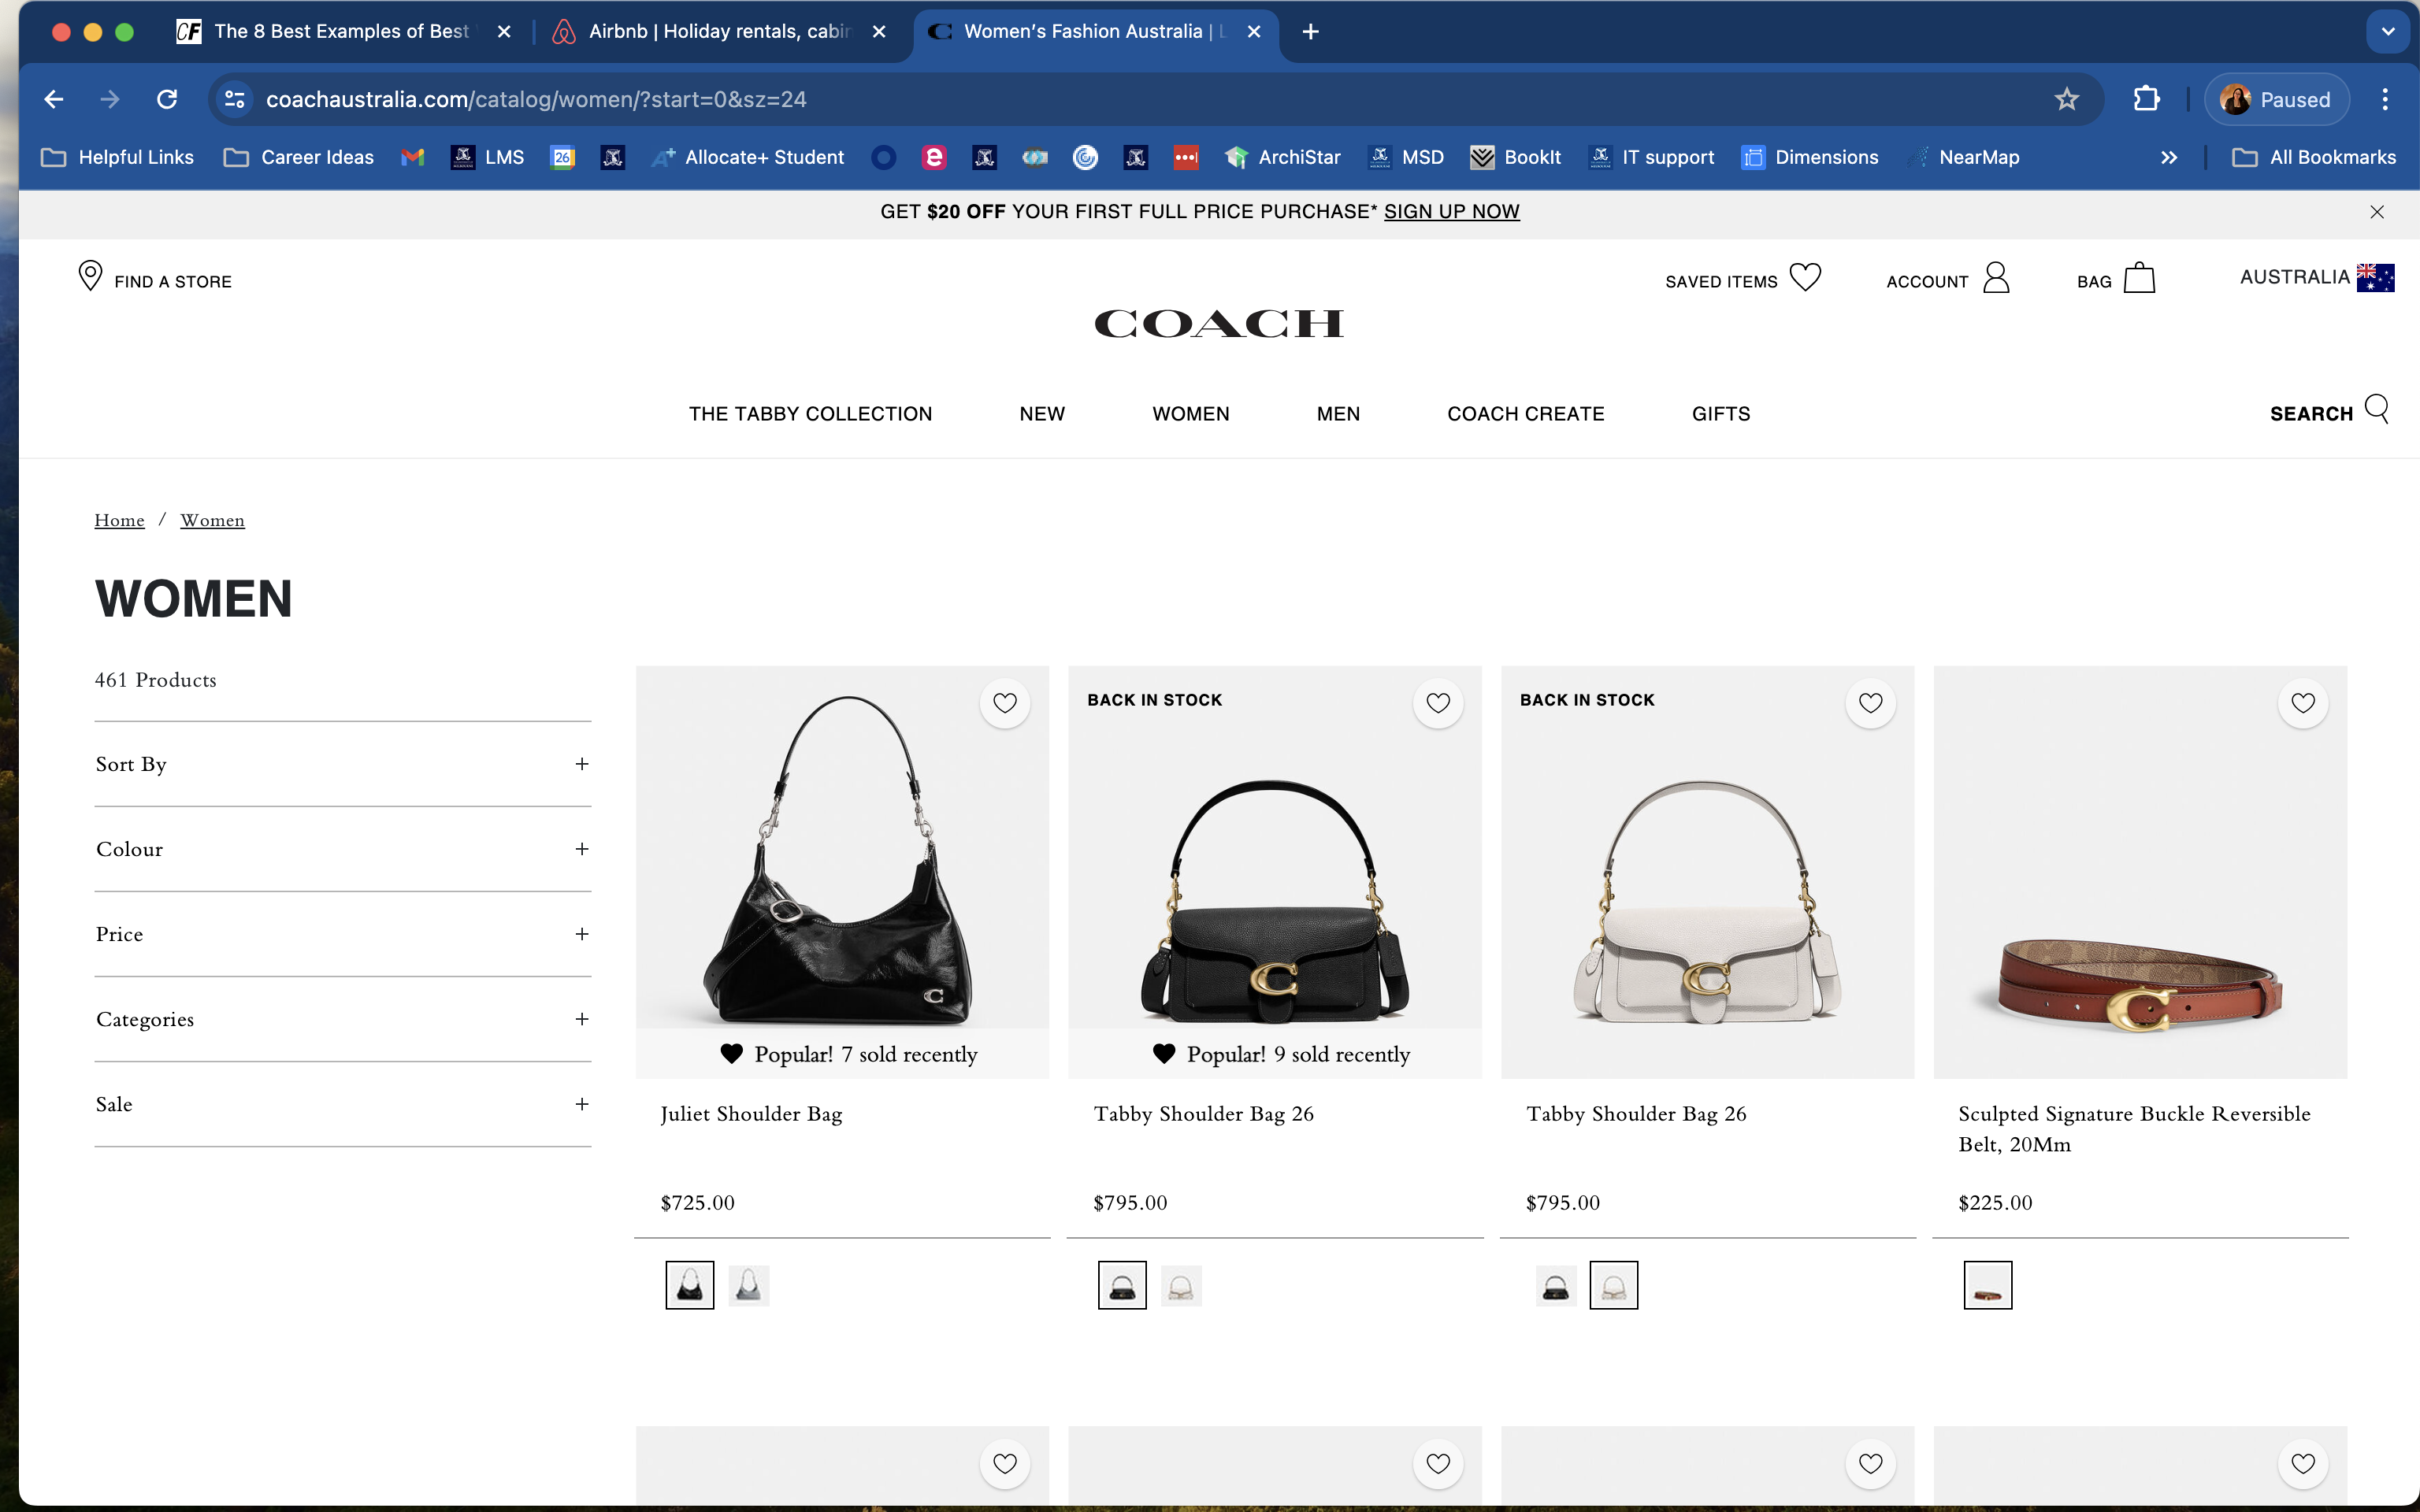 The 8 Best Examples of Best
Airbnb | Holiday rentals, cabin
Women's Fashion Australia | L
coachaustralia.com/catalog/women/?start=0&sz=24
Paused
Helpful Links
Career Ideas
LMS
26
Allocate+ Student
ArchiStar
MSD
BookIt
IT support
Dimensions
NearMap
All Bookmarks
GET $20 OFF YOUR FIRST FULL PRICE PURCHASE* SIGN UP NOW
FIND A STORE
SAVED ITEMS
ACCOUNT
BAG
AUSTRALIA
COACH
THE TABBY COLLECTION
NEW
WOMEN
MEN
COACH CREATE
GIFTS
SEARCH
Home / Women
WOMEN
461 Products
Sort By
Colour
Price
Categories
Sale
Popular! 7 sold recently
Juliet Shoulder Bag
$725.00
BACK IN STOCK
Popular! 9 sold recently
Tabby Shoulder Bag 26
$795.00
BACK IN STOCK
Tabby Shoulder Bag 26
$795.00
Sculpted Signature Buckle Reversible
Belt, 20Mm
$225.00